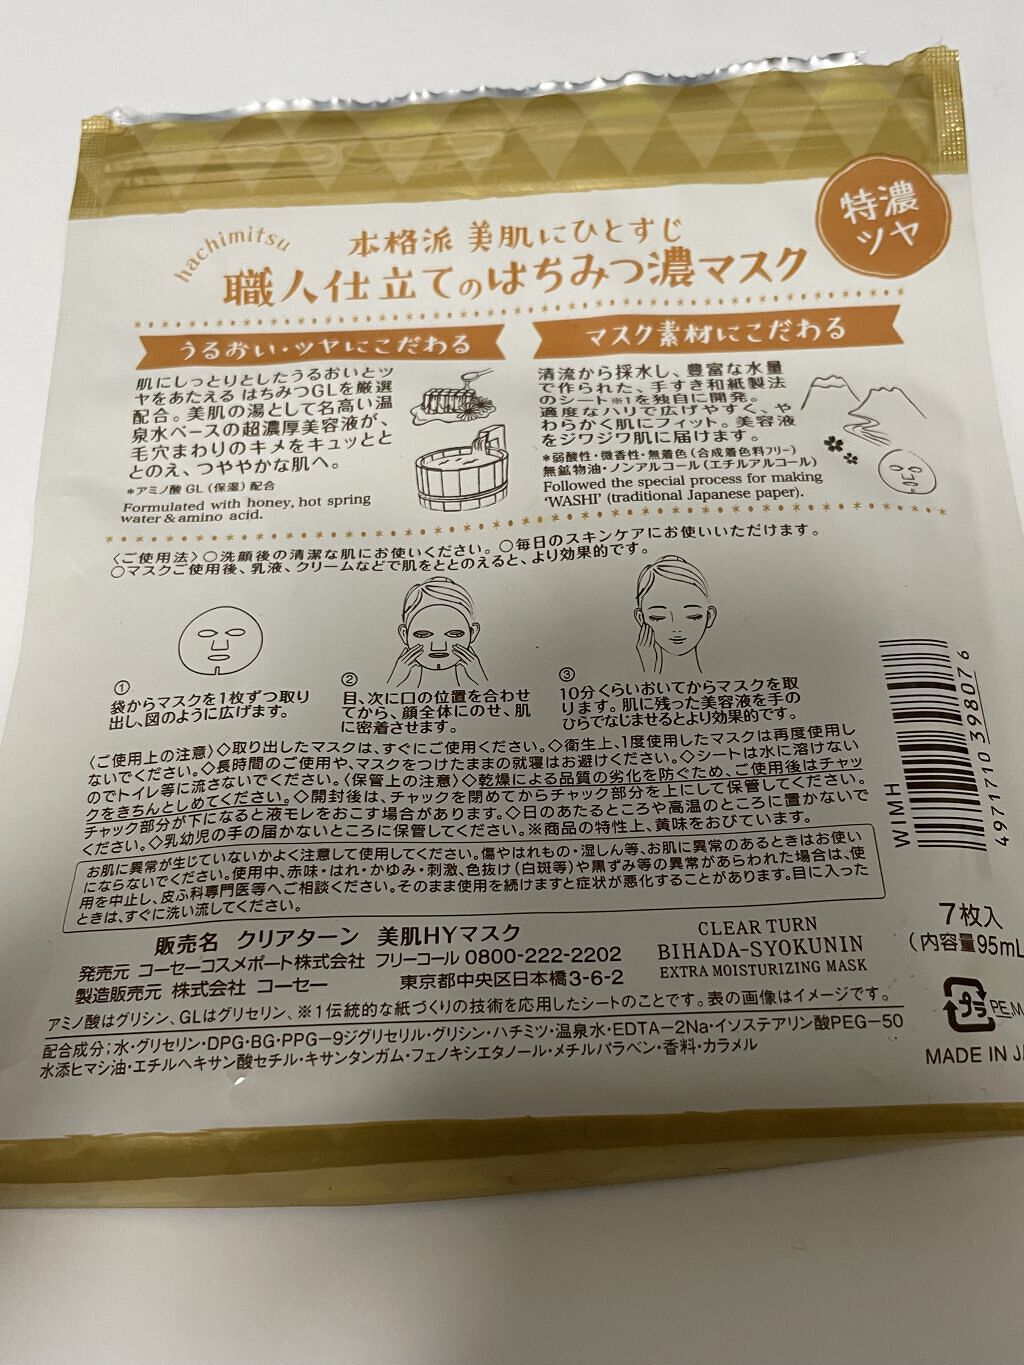 hachimitsu
本格派 美肌にひとすじ
職人仕立てのはちみつ濃マスク
特濃
ツヤ
うるおい・ツヤにこだわる
肌にしっとりとしたうるおいとツ
ヤをあたえる はちみつGLを厳選
配合。美肌の湯として名高い温
泉水ベースの超濃厚美容液が、
毛穴まわりのキメをキュッとと
とのえ、つややかな肌へ。
*アミノ酸 GL (保湿) 配合
Formulated with honey, hot spring
water & amino acid.
マスク素材にこだわる
清流から採水し、豊富な水量
で作られた、手すき和紙製法
のシート※1を独自に開発。
適度なハリで広げやすく、や
わらかく肌にフィット。美容液
をジワジワ肌に届けます。
*弱酸性・微香性・無着色(合成着色料フリー)
無鉱物油・ノンアルコール(エチルアルコール)
Followed the special process for making
'WASHI' (traditional Japanese paper).
〈ご使用法〉○洗顔後の清潔な肌にお使いください。○毎日のスキンケアにお使いいただけます。
○マスクご使用後、乳液、クリームなどで肌をととのえると、より効果的です。
①
袋からマスクを1枚ずつ取り
出し、図のように広げます。
②
目、次に口の位置を合わせ
てから、顔全体にのせ、肌
に密着させます。
③
10分くらいおいてからマスクを取
ります。肌に残った美容液を手の
ひらでなじませるとより効果的です。
〈ご使用上の注意〉◇取り出したマスクは、すぐにご使用ください。◇衛生上、1度使用したマスクは再度使用し
ないでください。◇長時間のご使用や、マスクをつけたままの就寝はお避けください。◇シートは水に溶けない
のでトイレ等に流さないでください。〈保管上の注意〉◇乾燥による品質の劣化を防ぐため、ご使用後はチャッ
クをきちんとしめてください。◇開封後は、チャックを閉めてからチャック部分を上にして保管してください。
チャック部分が下になると液モレをおこす場合があります。◇日のあたるところや高温のところに置かないで
ください。◇乳幼児の手の届かないところに保管してください。※商品の特性上、黄味をおびています。
お肌に異常が生じていないかよく注意して使用してください。傷やはれもの・湿しん等、お肌に異常のあるときはお使い
にならないでください。使用中、赤味・はれ・かゆみ・刺激、色抜け(白斑等)や黒ずみ等の異常があらわれた場合は、使
用を中止し、皮ふ科専門医等へご相談ください。そのまま使用を続けますと症状が悪化することがあります。目に入った
ときは、すぐに洗い流してください。
販売名 クリアターン 美肌HYマスク
発売元 コーセーコスメポート株式会社 フリーコール 0800-222-2202
製造販売元 株式会社 コーセー 東京都中央区日本橋3-6-2
CLEAR TURN
BIHADA-SYOKUNIN
EXTRA MOISTURIZING MASK
アミノ酸はグリシン、GLはグリセリン、※1伝統的な紙づくりの技術を応用したシートのことです。表の画像はイメージです。
配合成分;水・グリセリン・DPG・BG・PPG-9ジグリセリル・グリシン・ハチミツ・温泉水・EDTA-2Na・イソステアリン酸PEG-50
水添ヒマシ油・エチルヘキサン酸セチル・キサンタンガム・フェノキシエタノール・メチルパラベン・香料・カラメル
WIMH
4971710398076
7枚入
(内容量95mL
プラ
PE,M
MADE IN JA